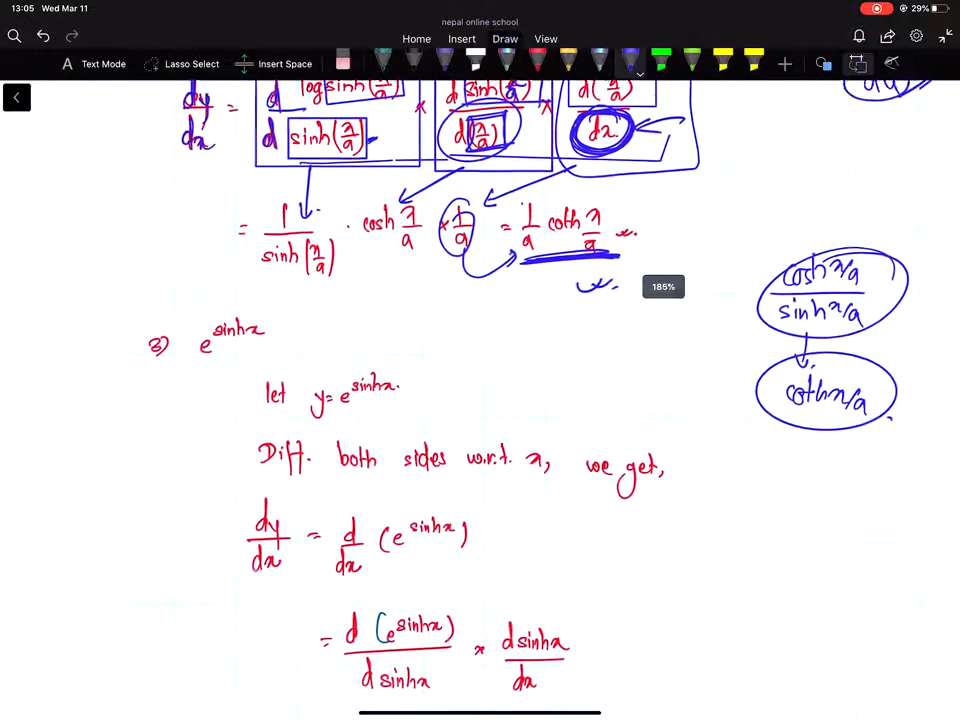 13:05 Wed Mar 11
29%
nepal online school
Home Insert Draw View
Text Mode Lasso Select Insert Space
dy/dx = d log sinh(x/a) / d sinh(x/a) × d sinh(x/a) / d(x/a) × d(x/a) / dx
= 1/sinh(x/a) · cosh x/a × 1/a = 1/a coth x/a
185%
cosh x/a / sinh x/a
coth x/a
3) e^sinhx
let y = e^sinhx.
Diff. both sides w.r.t. x, we get,
dy/dx = d/dx (e^sinhx)
= d (e^sinhx) / d sinhx × d sinhx / dx